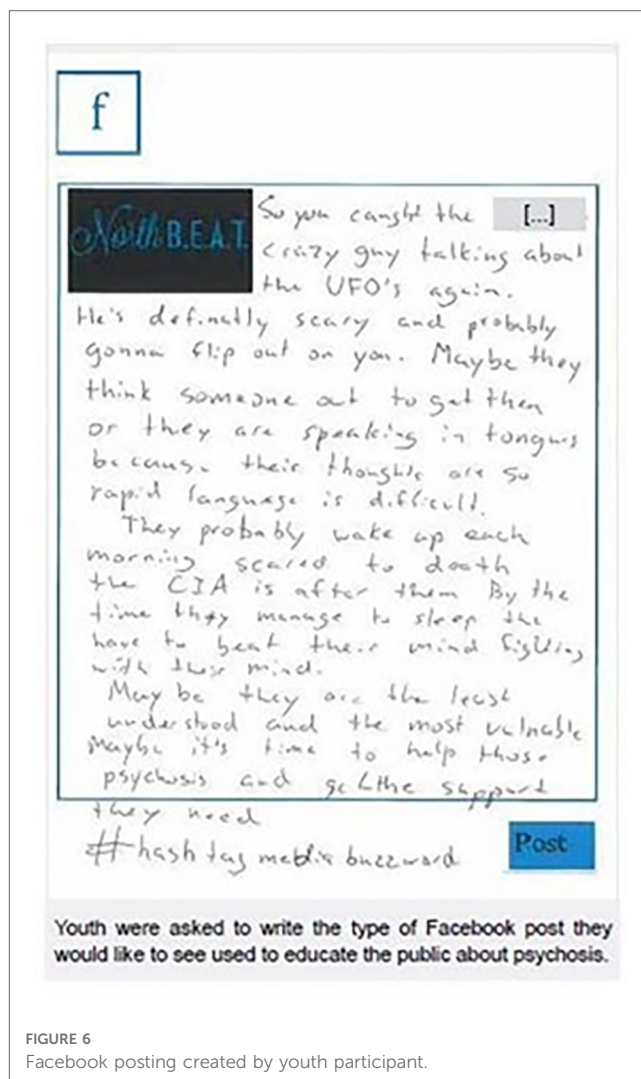 f
North B.E.A.T.
So you caught the [...]
crazy guy talking about
the UFO's again.
He's definatly scary and probably
gonna flip out on you. Maybe they
think someone out to get then
or they are speaking in tongues
because their thoughts are so
rapid language is difficult.
They probably wake up each
morning scared to death
the CIA is after them By the
time they manage to sleep the
have to beat their mind fighting
with their mind.
May be they are the least
understood and the most valnable
Maybe it's time to help those
psychosis and get the support
they need
#hash tag media buzzword
Post
Youth were asked to write the type of Facebook post they
would like to see used to educate the public about psychosis.
FIGURE 6
Facebook posting created by youth participant.